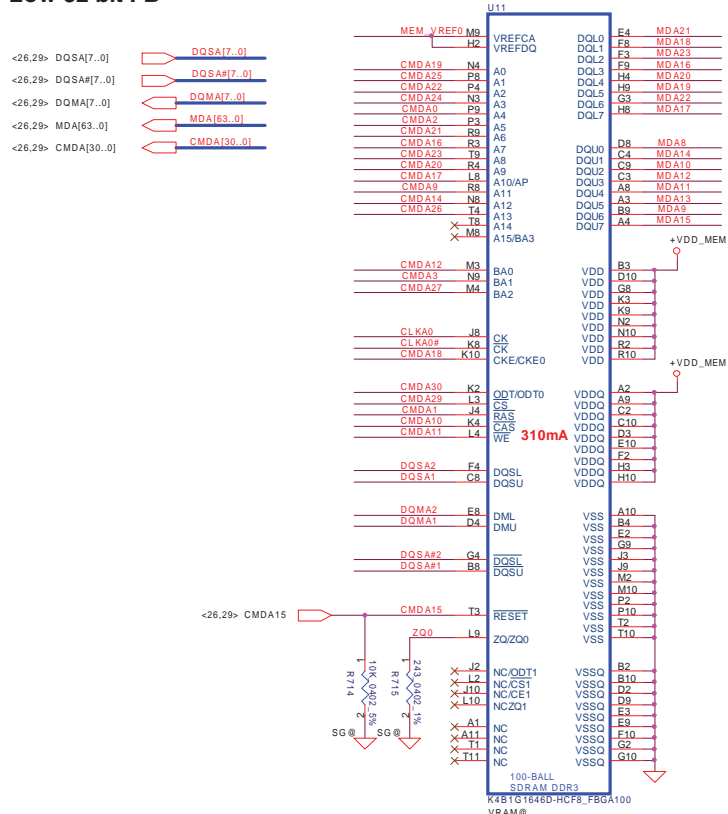 U11
<26,29> DQSA[7..0] DQSA[7..0]
<26,29> DQSA#[7..0] DQSA#[7..0]
<26,29> DQMA[7..0] DQMA[7..0]
<26,29> MDA[63..0] MDA[63..0]
<26,29> CMDA[30..0] CMDA[30..0]
MEM_VREF0 M9 VREFCA
H2 VREFDQ
CMDA19 N4 A0
CMDA25 P8 A1
CMDA22 P4 A2
CMDA24 N3 A3
CMDA0 P9 A4
CMDA2 P3 A5
CMDA21 R9 A6
CMDA16 R3 A7
CMDA23 T9 A8
CMDA20 R4 A9
CMDA17 L8 A10/AP
CMDA9 R8 A11
CMDA14 N8 A12
CMDA26 T4 A13
T8 A14
M8 A15/BA3
CMDA12 M3 BA0
CMDA3 N9 BA1
CMDA27 M4 BA2
CLKA0 J8 CK
CLKA0# K8 CK
CMDA18 K10 CKE/CKE0
CMDA30 K2 ODT/ODT0
CMDA29 L3 CS
CMDA1 J4 RAS
CMDA10 K4 CAS
CMDA11 L4 WE
310mA
DQSA2 F4 DQSL
DQSA1 C8 DQSU
DQMA2 E8 DML
DQMA1 D4 DMU
DQSA#2 G4 DQSL
DQSA#1 B8 DQSU
<26,29> CMDA15 CMDA15 T3 RESET
ZQ0 L9 ZQ/ZQ0
1 2 R714 10K_0402_5% SG@
1 2 R715 243_0402_1% SG@
J2 NC/ODT1
L2 NC/CS1
J10 NC/CE1
L10 NCZQ1
A1 NC
A11 NC
T1 NC
T11 NC
DQL0 E4 MDA21
DQL1 F8 MDA18
DQL2 F3 MDA23
DQL3 F9 MDA16
DQL4 H4 MDA20
DQL5 H9 MDA19
DQL6 G3 MDA22
DQL7 H8 MDA17
DQU0 D8 MDA8
DQU1 C4 MDA14
DQU2 C9 MDA10
DQU3 C3 MDA12
DQU4 A8 MDA11
DQU5 A3 MDA13
DQU6 B9 MDA9
DQU7 A4 MDA15
+VDD_MEM
VDD B3
VDD D10
VDD G8
VDD K3
VDD K9
VDD N2
VDD N10
VDD R2
VDD R10
+VDD_MEM
VDDQ A2
VDDQ A9
VDDQ C2
VDDQ C10
VDDQ D3
VDDQ E10
VDDQ F2
VDDQ H3
VDDQ H10
VSS A10
VSS B4
VSS E2
VSS G9
VSS J3
VSS J9
VSS M2
VSS M10
VSS P2
VSS P10
VSS T2
VSS T10
VSSQ B2
VSSQ B10
VSSQ D2
VSSQ D9
VSSQ E3
VSSQ E9
VSSQ F10
VSSQ G2
VSSQ G10
100-BALL
SDRAM DDR3
K4B1G1646D-HCF8_FBGA100
VRAM@